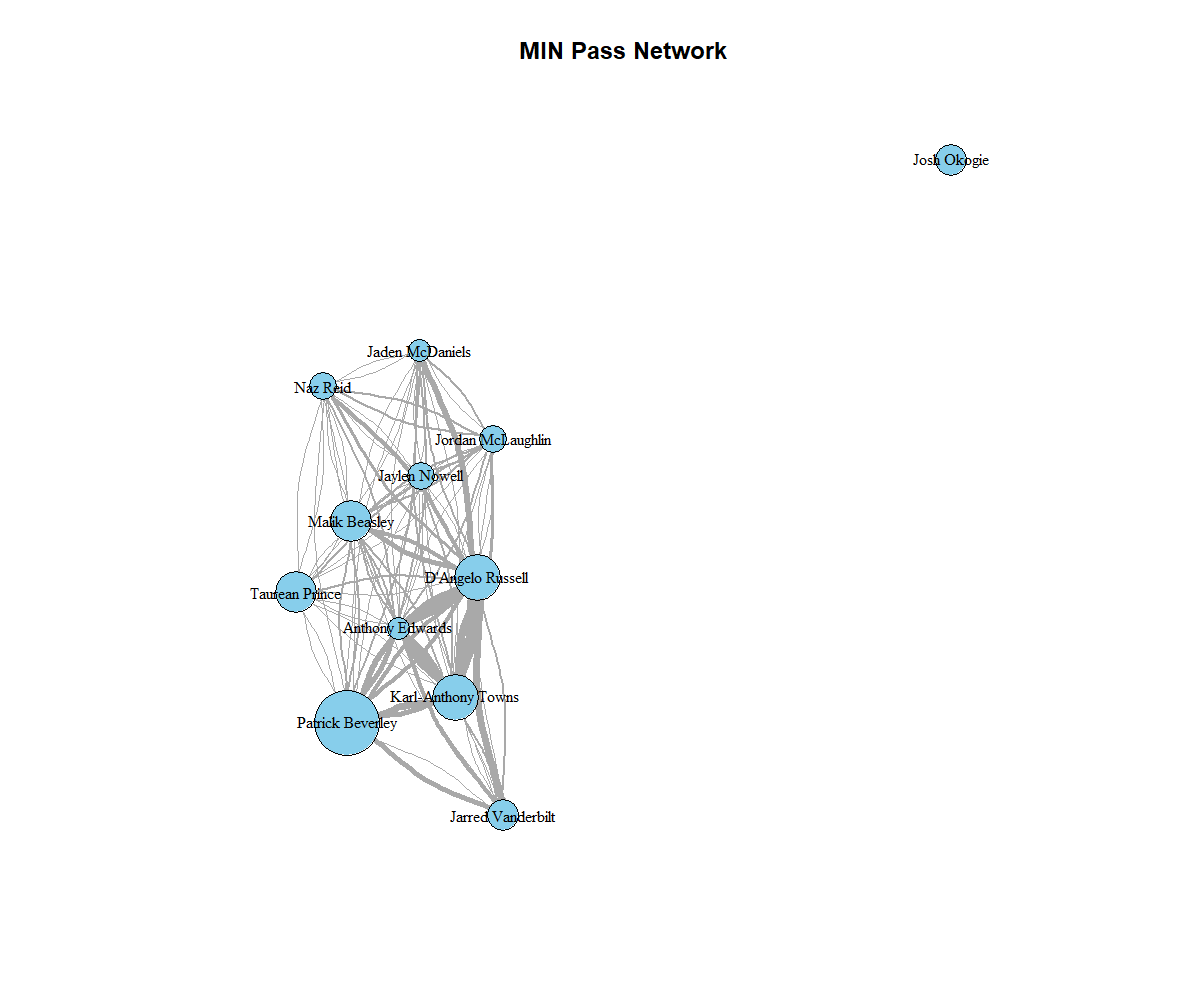 MIN Pass Network
Josh Okogie
Jaden McDaniels
Naz Reid
Jordan McLaughlin
Jaylen Nowell
Malik Beasley
D'Angelo Russell
Taurean Prince
Anthony Edwards
Karl-Anthony Towns
Patrick Beverley
Jarred Vanderbilt